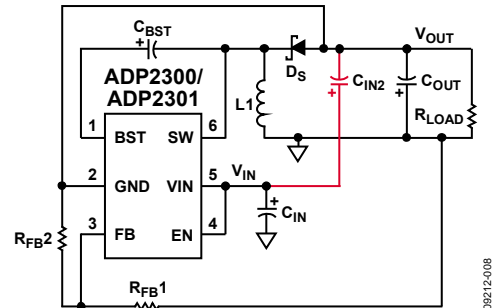 CBST
+
VOUT
DS
CIN2
+
COUT
+
ADP2300/
ADP2301
L1
RLOAD
1 BST SW 6
2 GND VIN 5
VIN
3 FB EN 4
+
CIN
RFB2
RFB1
09212-008